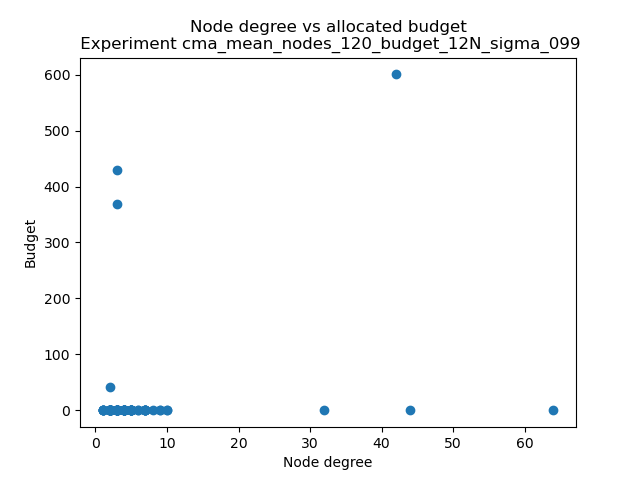 Node degree vs allocated budget
Experiment cma_mean_nodes_120_budget_12N_sigma_099
600
500
400
300
200
100
0
Budget
0 10 20 30 40 50 60
Node degree